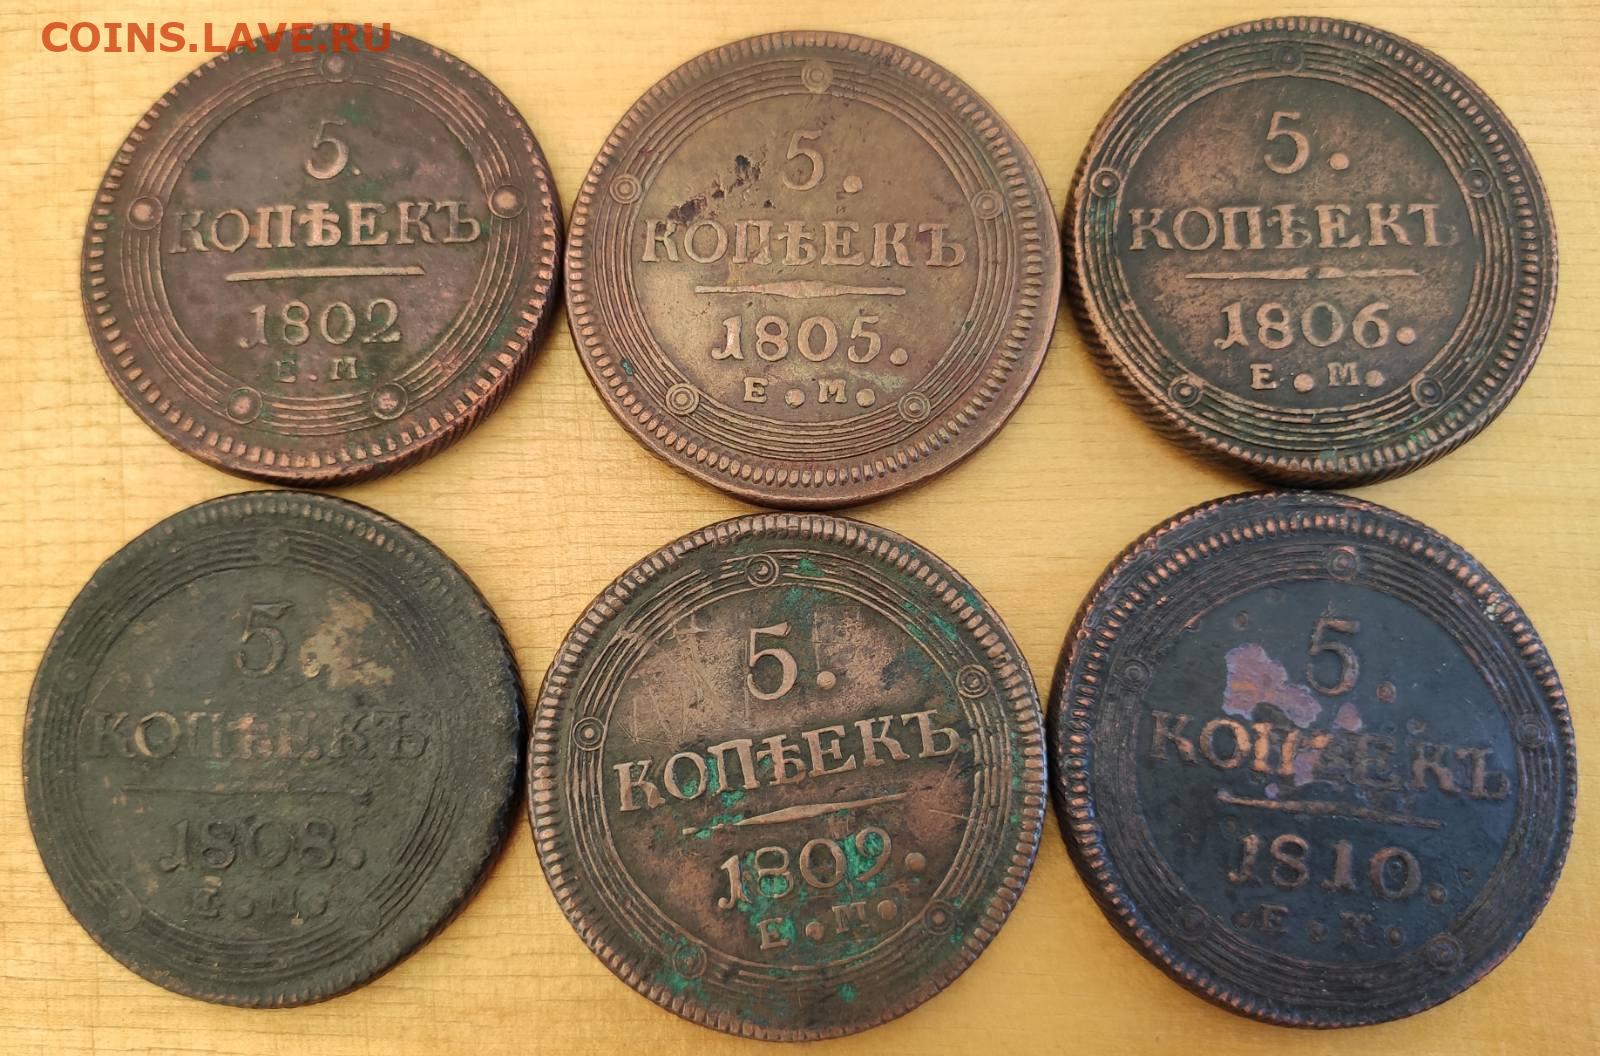 COINS.LAVE.RU
5.
КОПѢЕКЪ
1802
Е.М.
5.
КОПѢЕКЪ
1805.
Е.М.
5.
КОПѢЕКЪ
1806.
Е.М.
5
КОПѢЕКЪ
1808.
Е.М.
5.
КОПѢЕКЪ
1809.
Е.М.
5.
КОПѢЕКЪ
1810.
.Е.М.